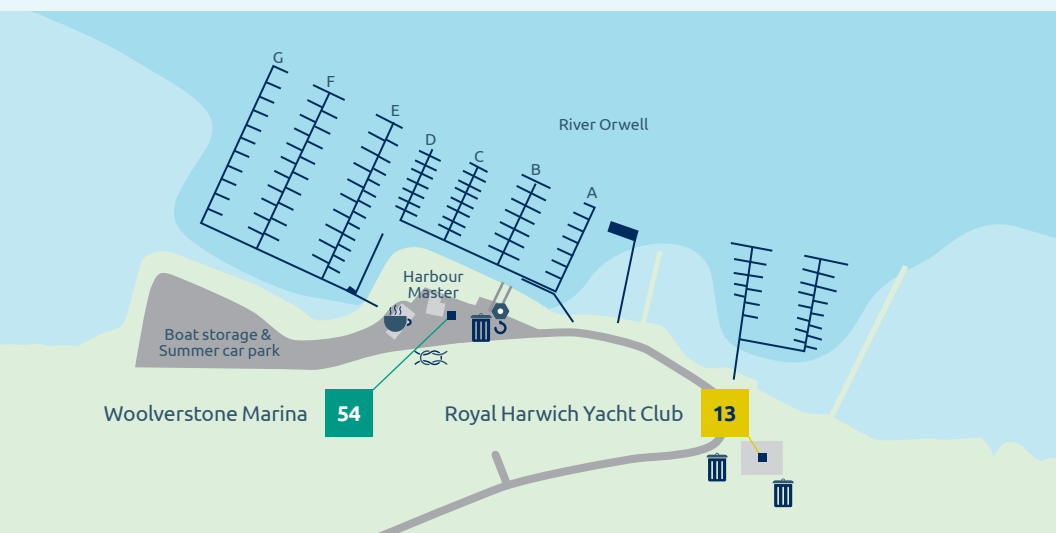 G
F
E
D
C
B
A
River Orwell
Harbour
Master
Boat storage &
Summer car park
Woolverstone Marina
54
Royal Harwich Yacht Club
13